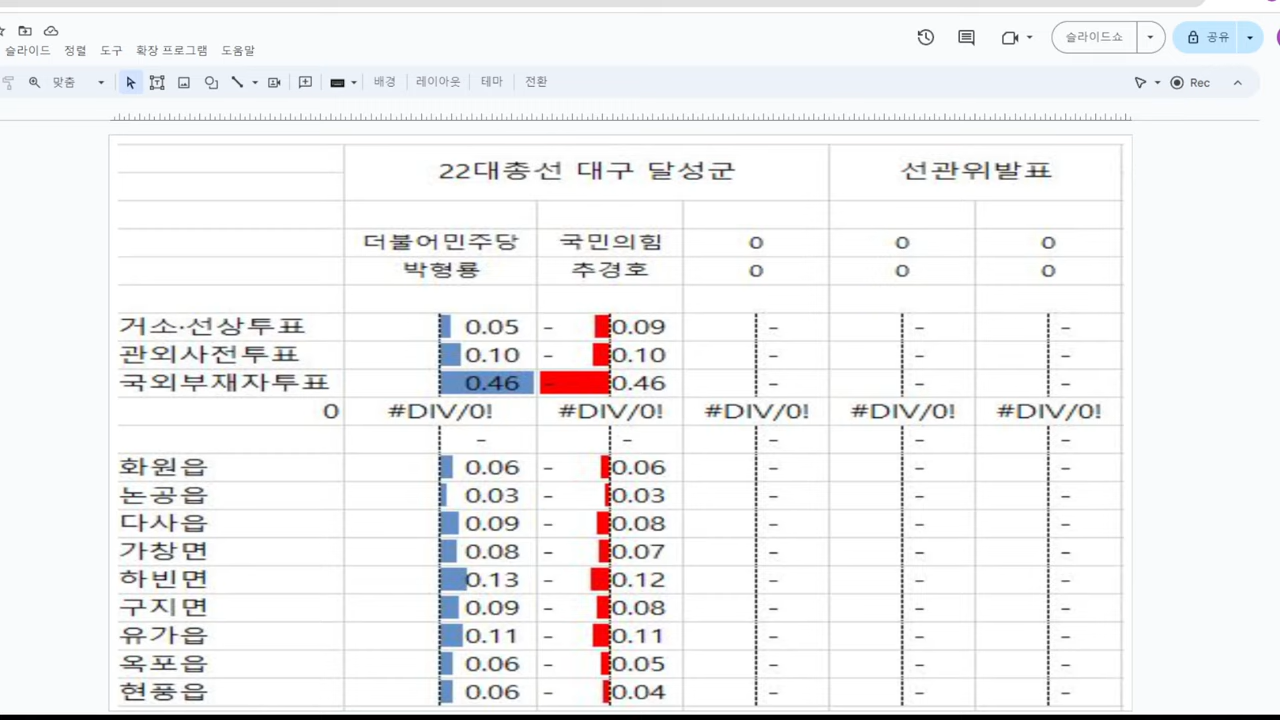 슬라이드 정렬 도구 확장 프로그램 도움말
슬라이드쇼 공유
맞춤 배경 레이아웃 테마 전환 Rec
22대총선 대구 달성군 선관위발표
더불어민주당 국민의힘 0 0 0
박형룡 추경호 0 0 0
거소·선상투표 0.05 - 0.09 - - -
관외사전투표 0.10 - 0.10 - - -
국외부재자투표 0.46 - 0.46 - - -
0 #DIV/0! #DIV/0! #DIV/0! #DIV/0! #DIV/0!
- - - - -
화원읍 0.06 - 0.06 - - -
논공읍 0.03 - 0.03 - - -
다사읍 0.09 - 0.08 - - -
가창면 0.08 - 0.07 - - -
하빈면 0.13 - 0.12 - - -
구지면 0.09 - 0.08 - - -
유가읍 0.11 - 0.11 - - -
옥포읍 0.06 - 0.05 - - -
현풍읍 0.06 - 0.04 - - -